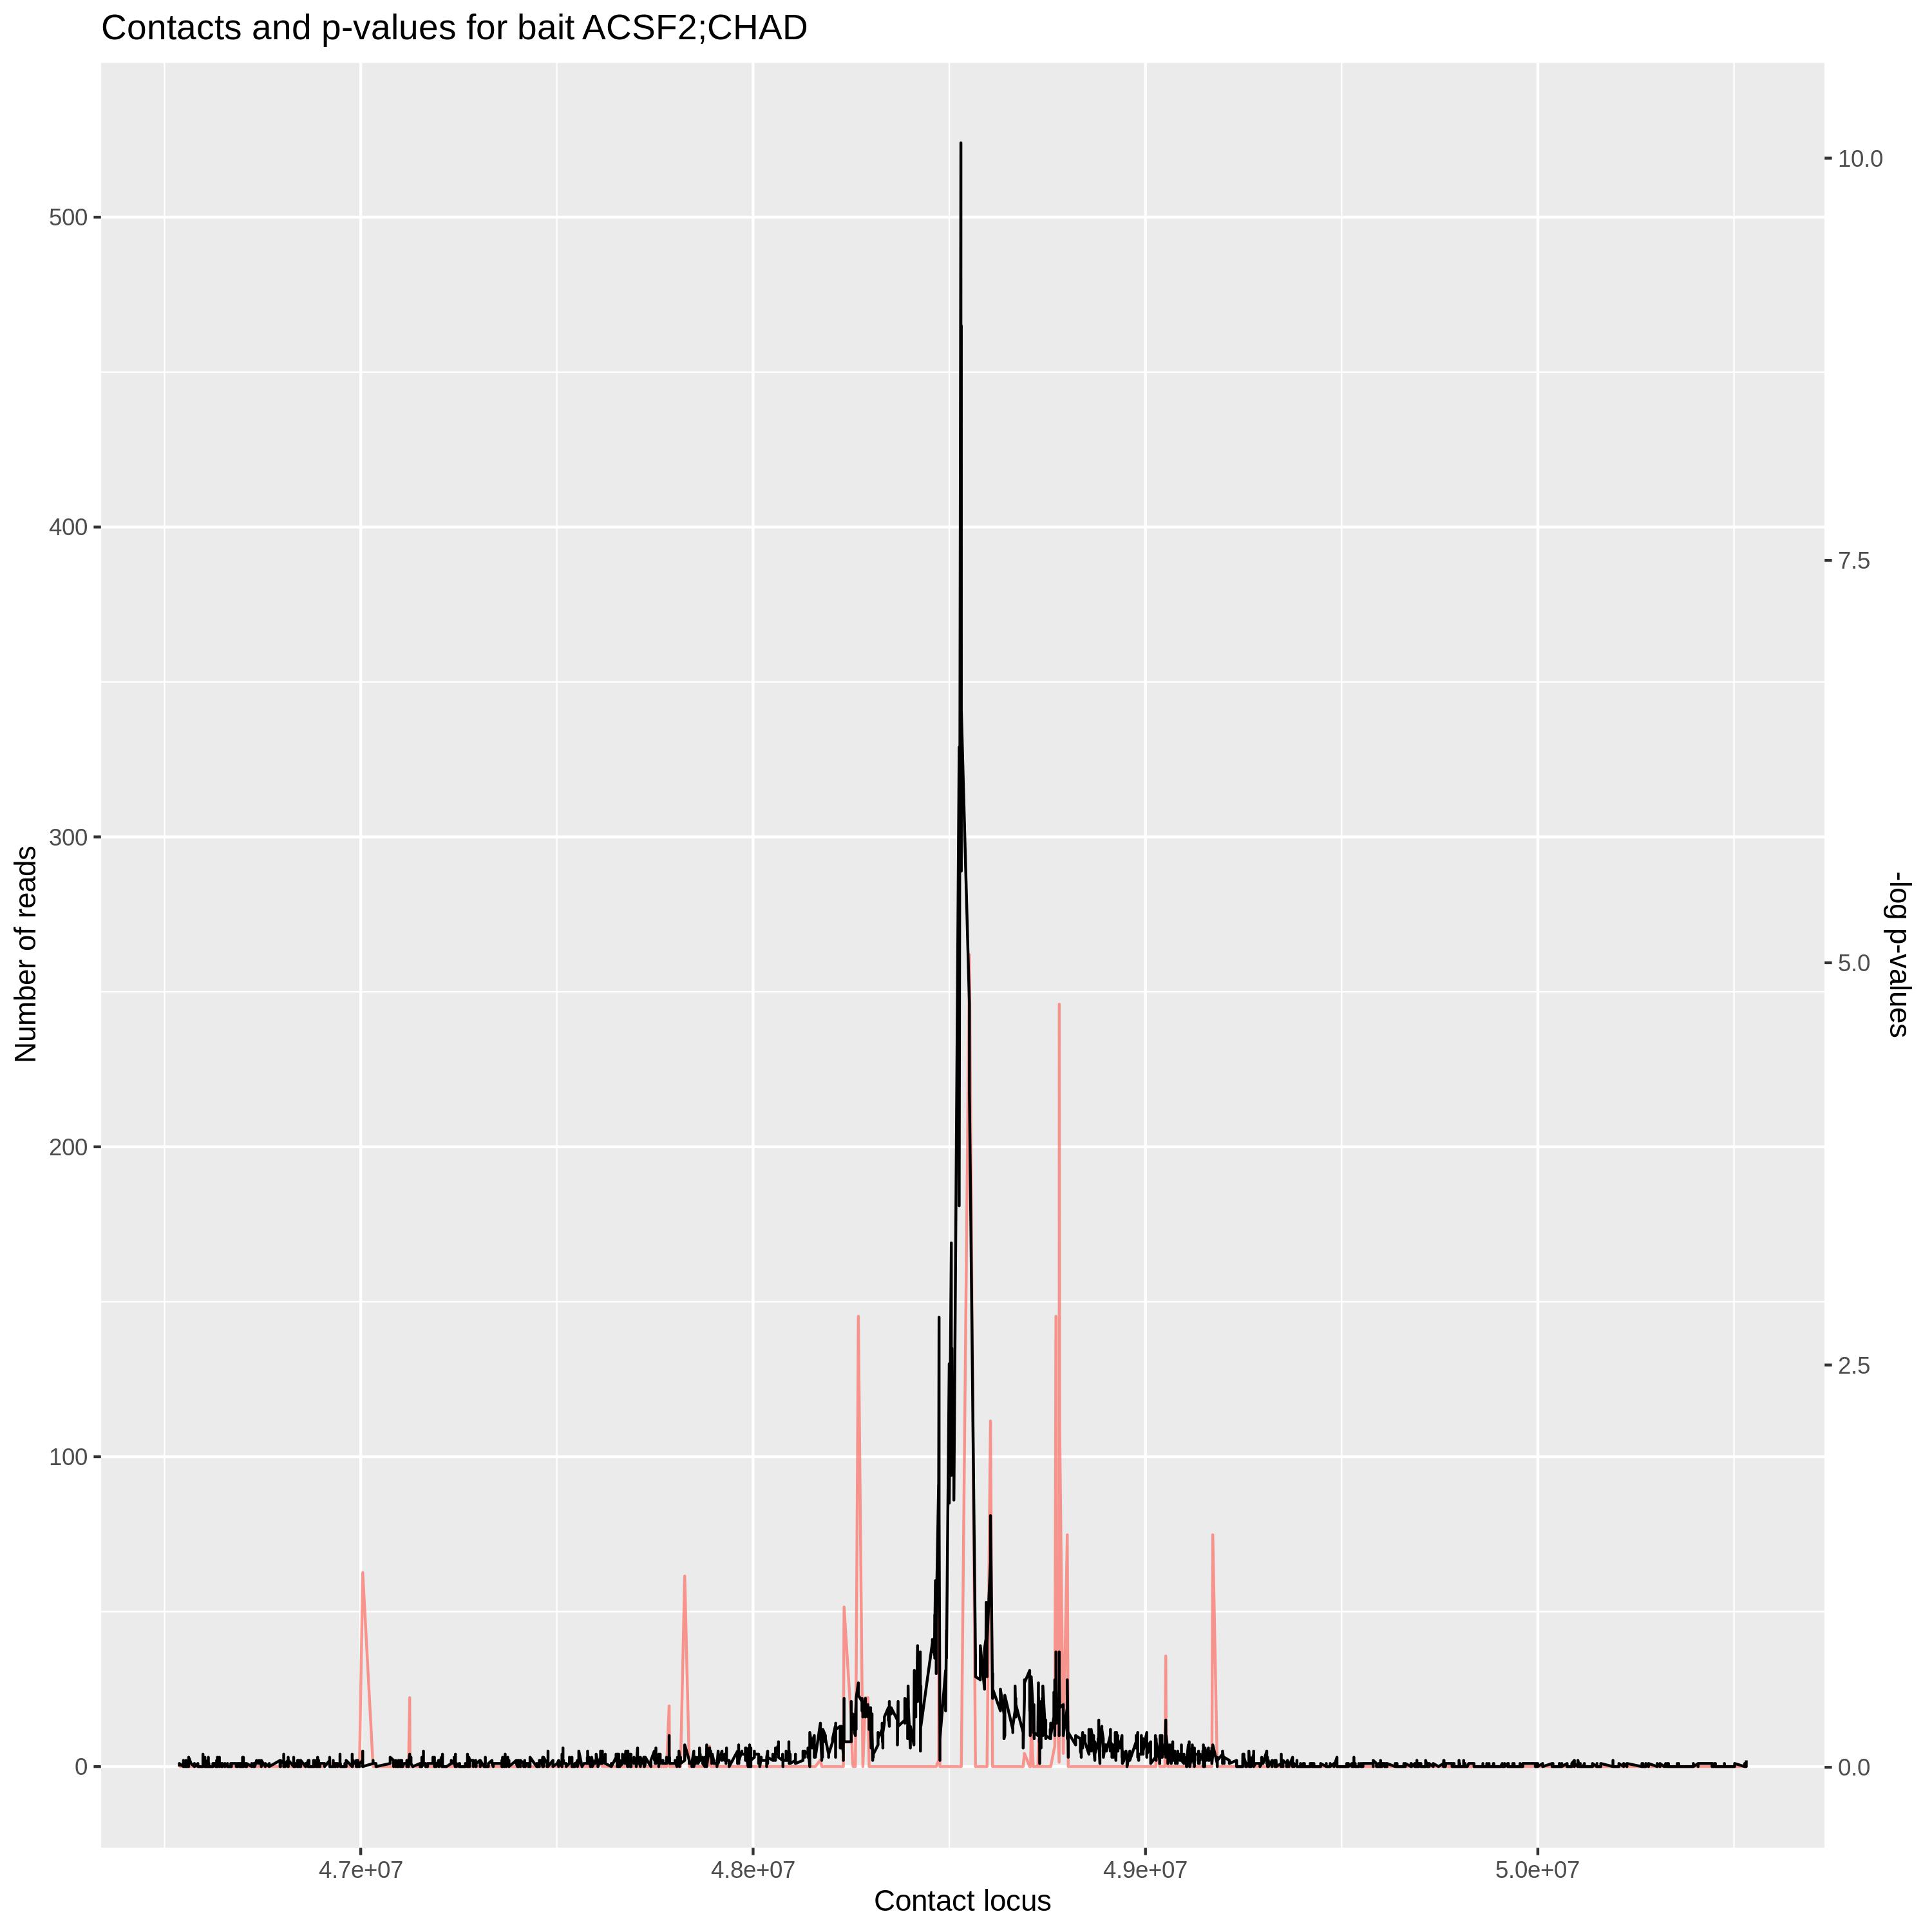 Contacts and p-values for bait ACSF2;CHAD
Number of reads
500
400
300
200
100
0
10.0
7.5
5.0
2.5
0.0
-log p-values
4.7e+07
4.8e+07
4.9e+07
5.0e+07
Contact locus